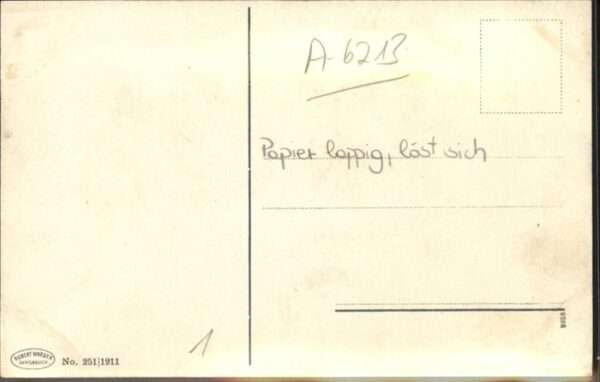 A 6213
Papier lappig, löst sich
1
No. 251|1911